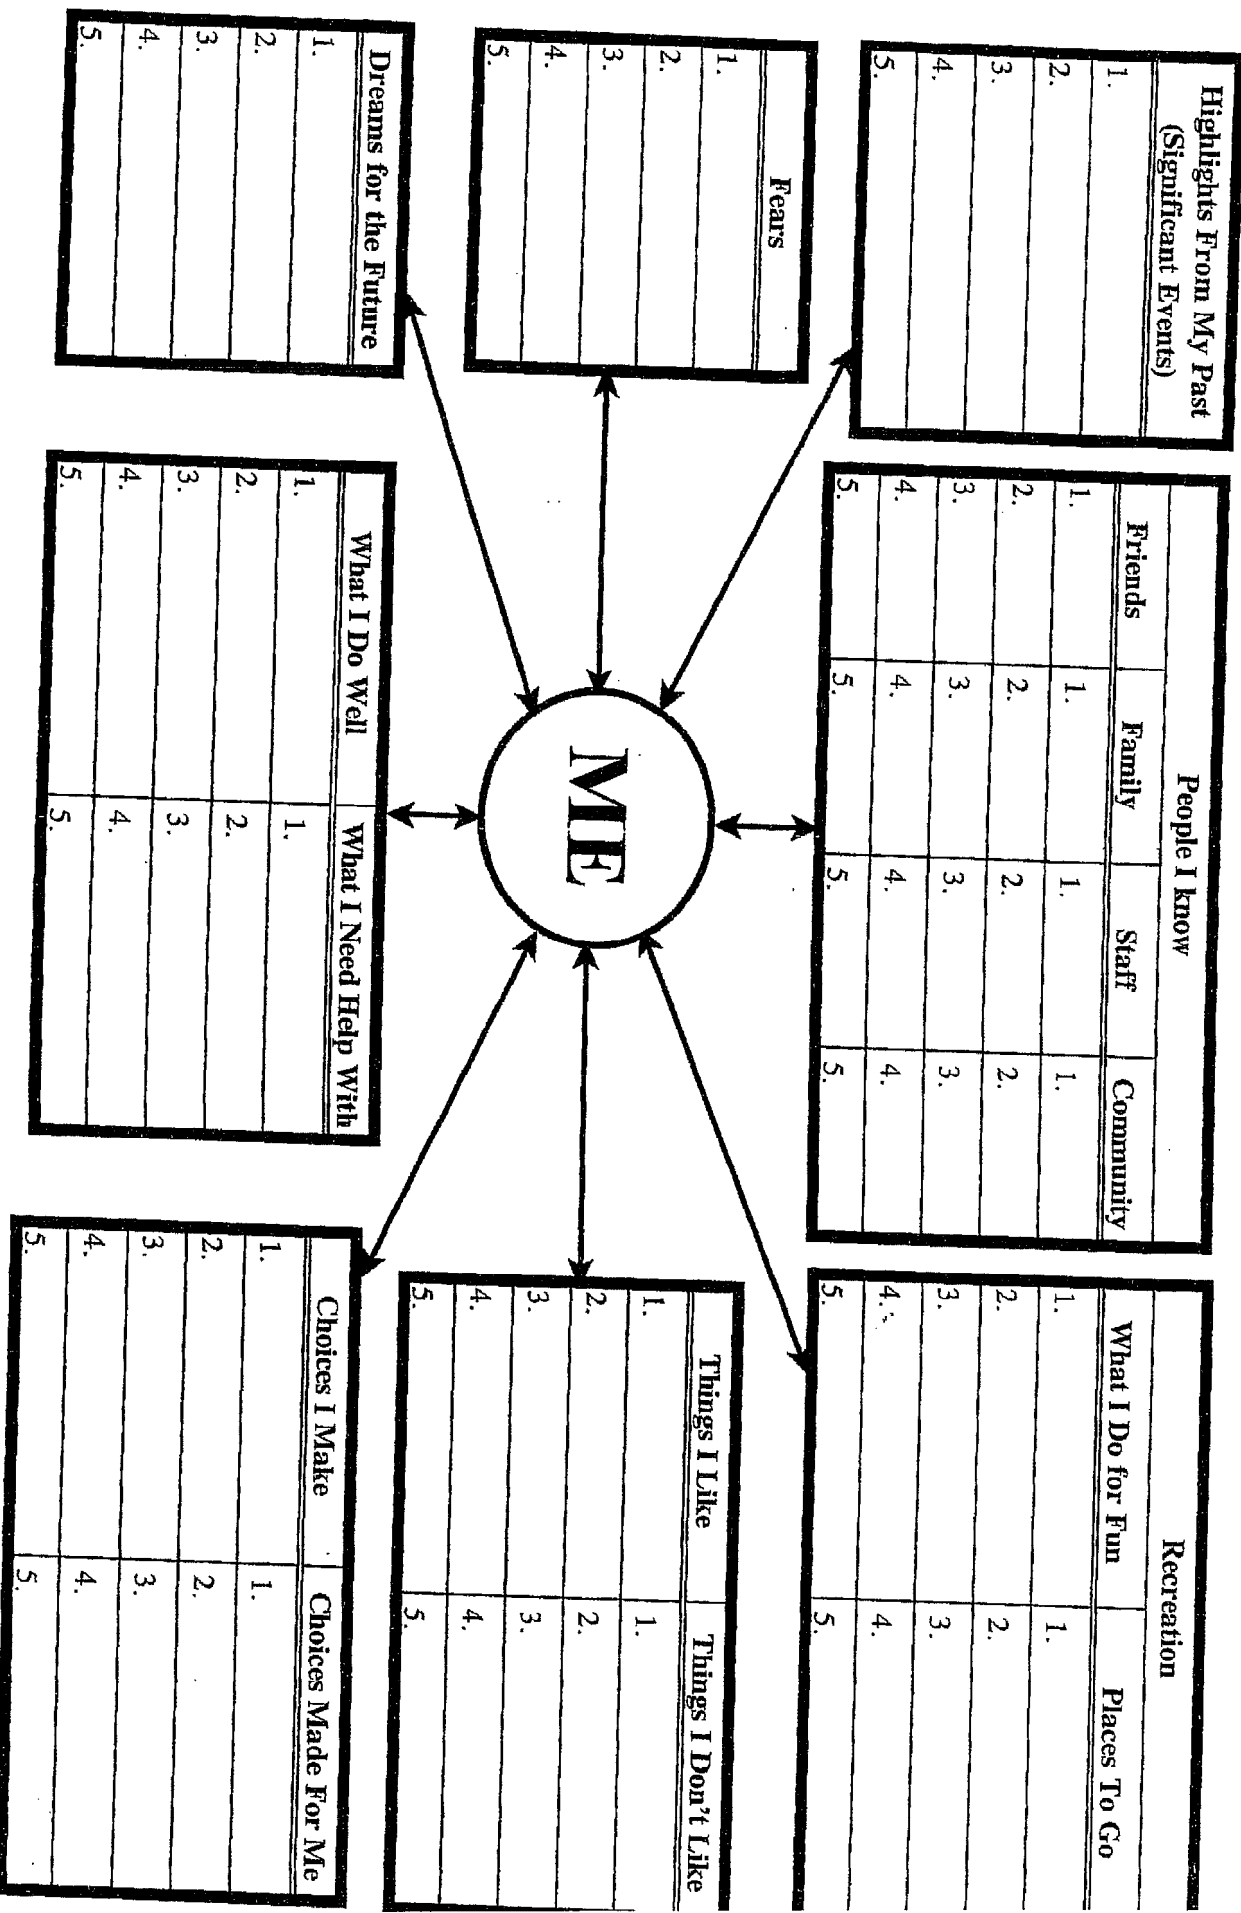 Highlights From My Past
(Significant Events)
1.
2.
3.
4.
5.
People I know
Friends Family Staff Community
1. 1. 1. 1.
2. 2. 2. 2.
3. 3. 3. 3.
4. 4. 4. 4.
5. 5. 5. 5.
Recreation
What I Do for Fun Places To Go
1. 1.
2. 2.
3. 3.
4. 4.
5. 5.
Fears
1.
2.
3.
4.
5.
ME
Things I Like Things I Don't Like
1. 1.
2. 2.
3. 3.
4. 4.
5. 5.
Dreams for the Future
1.
2.
3.
4.
5.
What I Do Well What I Need Help With
1. 1.
2. 2.
3. 3.
4. 4.
5. 5.
Choices I Make Choices Made For Me
1. 1.
2. 2.
3. 3.
4. 4.
5. 5.